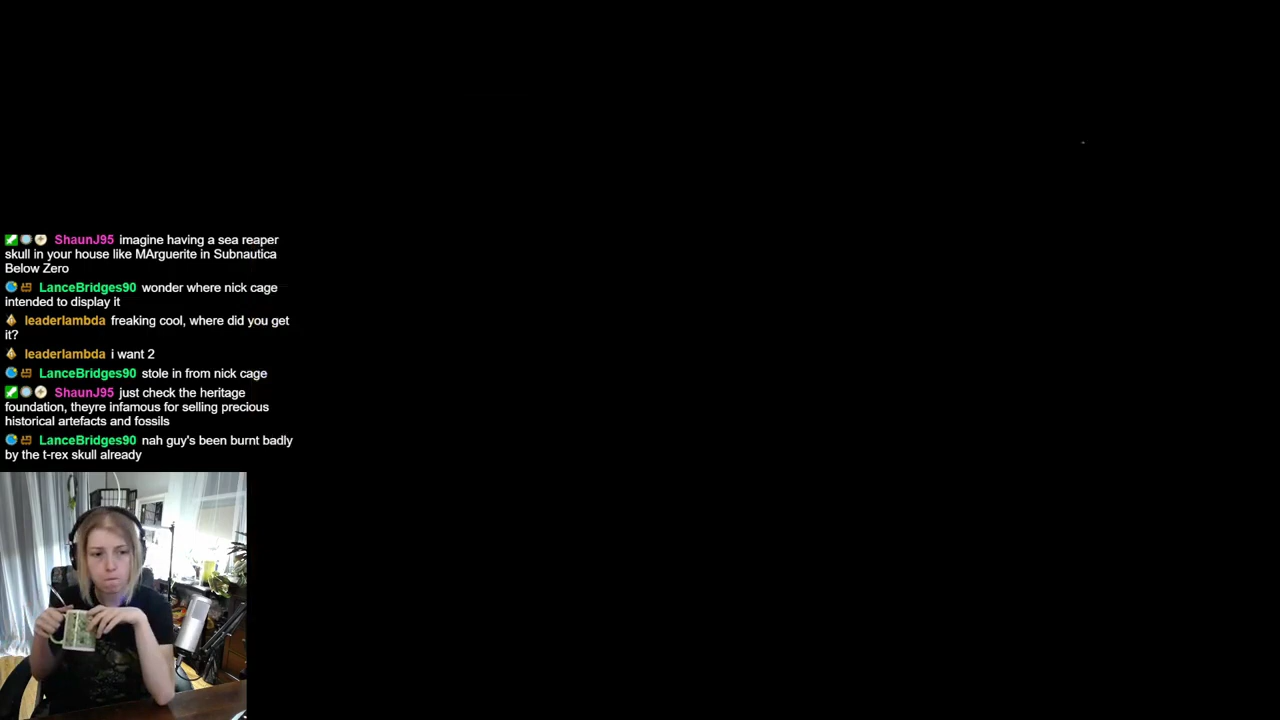 ShaunJ95 imagine having a sea reaper
skull in your house like MArguerite in Subnautica
Below Zero
LanceBridges90 wonder where nick cage
intended to display it
leaderlambda freaking cool, where did you get
it?
leaderlambda i want 2
LanceBridges90 stole in from nick cage
ShaunJ95 just check the heritage
foundation, theyre infamous for selling precious
historical artefacts and fossils
LanceBridges90 nah guy's been burnt badly
by the t-rex skull already